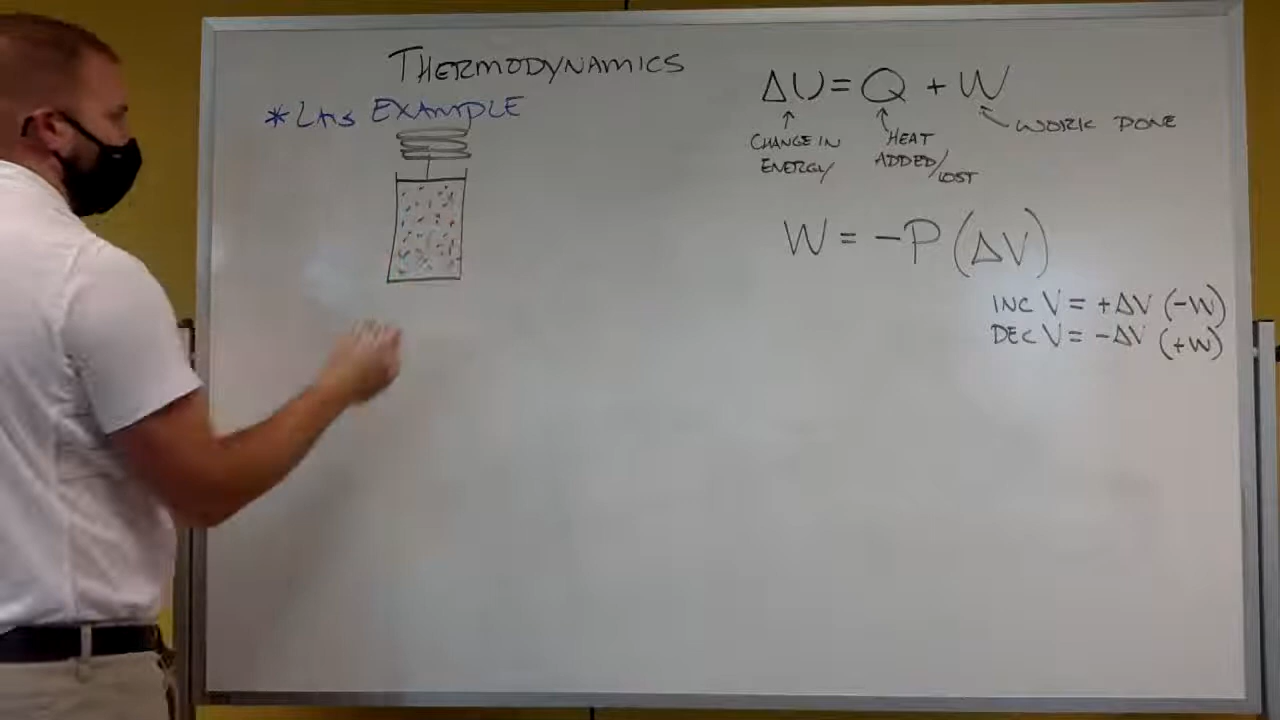 THERMODYNAMICS
* LAB EXAMPLE
ΔU = Q + W
↑ CHANGE IN ENERGY
↑ HEAT ADDED/LOST
WORK DONE
W = -P(ΔV)
INC V = +ΔV (-W)
DEC V = -ΔV (+W)